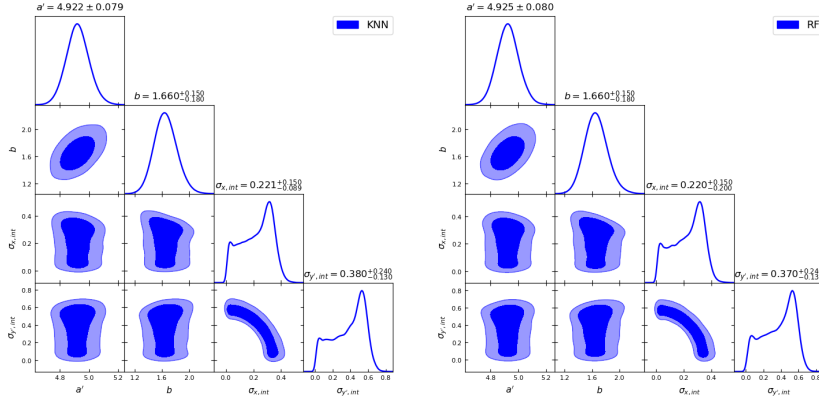 a′ = 4.922 ± 0.079
KNN
b = 1.660+0.150 −0.180
b
2.0
1.6
1.2
σx,int = 0.221+0.150 −0.089
σx,int
0.4
0.2
0.0
σy′,int = 0.380+0.240 −0.130
σy′,int
0.8
0.6
0.4
0.2
0.0
4.8 5.0 5.2
1.2 1.6 2.0
0.0 0.4
0.0 0.2 0.4 0.6 0.8
a′
b
σx,int
σy′,int
a′ = 4.925 ± 0.080
RF
b = 1.660+0.150 −0.180
b
2.0
1.6
1.2
σx,int = 0.220+0.150 −0.200
σx,int
0.4
0.2
0.0
σy′,int = 0.370+0.24 −0.13
σy′,int
0.8
0.6
0.4
0.2
0.0
4.8 5.0 5.2
1.2 1.6 2.0
0.0 0.4
0.0 0.2 0.4 0.6 0.8
a′
b
σx,int
σy′,int